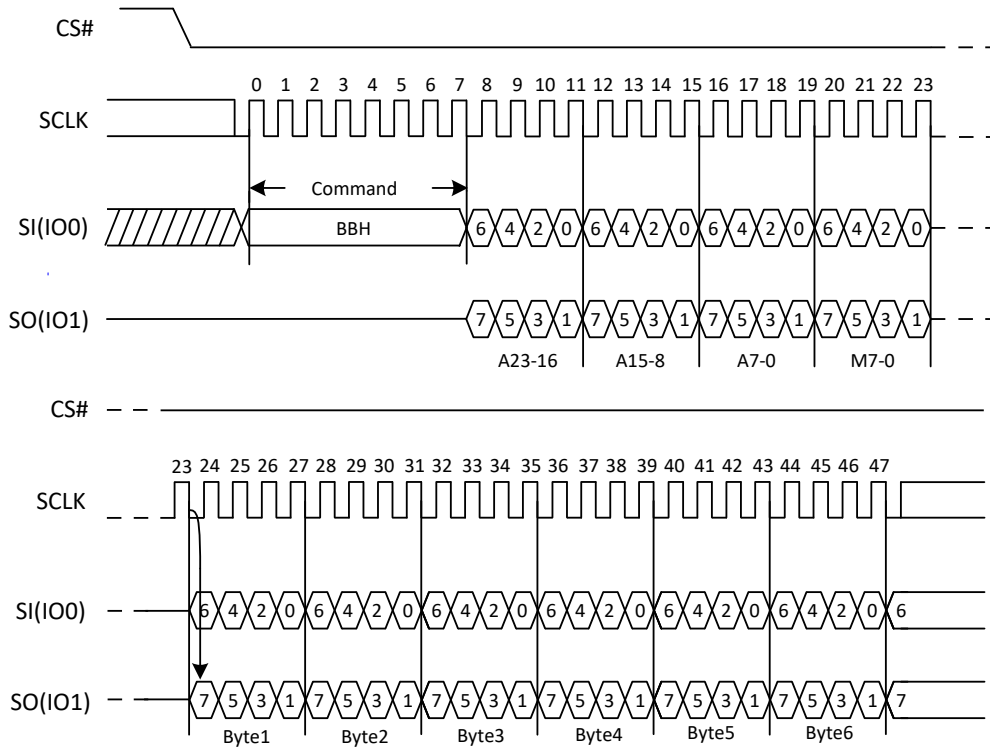 CS#
0 1 2 3 4 5 6 7 8 9 10 11 12 13 14 15 16 17 18 19 20 21 22 23
SCLK
Command
SI(IO0) BBH 6 4 2 0 6 4 2 0 6 4 2 0 6 4 2 0
SO(IO1) 7 5 3 1 7 5 3 1 7 5 3 1 7 5 3 1
A23-16 A15-8 A7-0 M7-0
CS#
23 24 25 26 27 28 29 30 31 32 33 34 35 36 37 38 39 40 41 42 43 44 45 46 47
SCLK
SI(IO0) 6 4 2 0 6 4 2 0 6 4 2 0 6 4 2 0 6 4 2 0 6 4 2 0 6
SO(IO1) 7 5 3 1 7 5 3 1 7 5 3 1 7 5 3 1 7 5 3 1 7 5 3 1 7
Byte1 Byte2 Byte3 Byte4 Byte5 Byte6